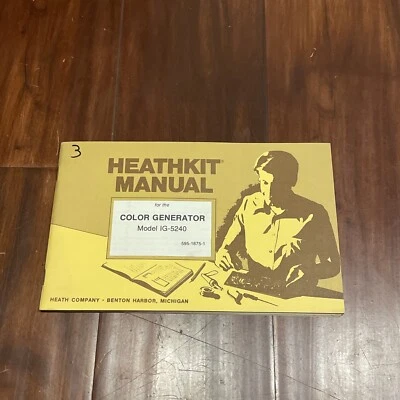 3
HEATHKIT®
MANUAL
for the
COLOR GENERATOR
Model IG-5240
595-1875-1
HEATH COMPANY • BENTON HARBOR, MICHIGAN